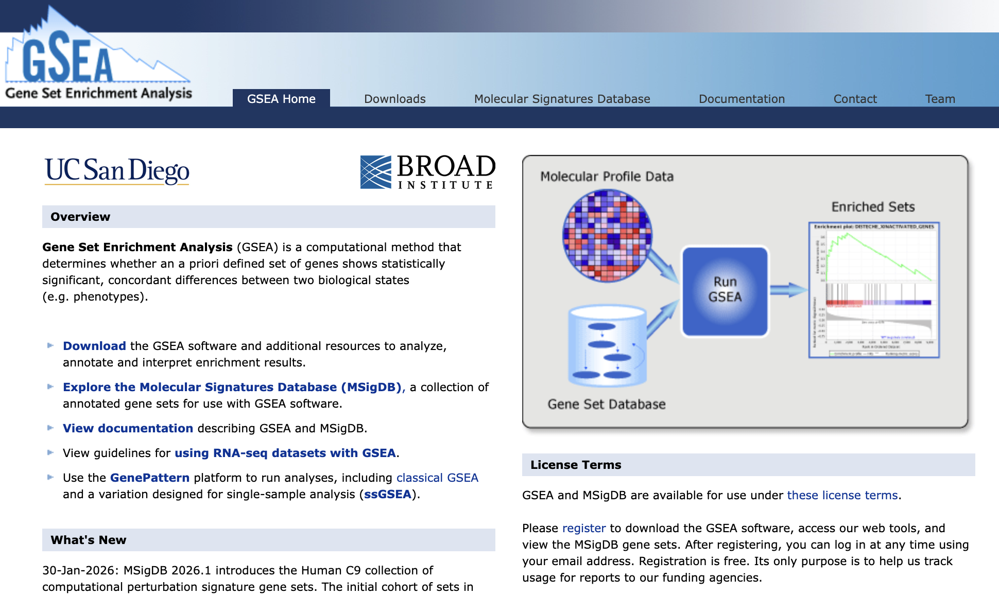 GSEA
Gene Set Enrichment Analysis
GSEA Home
Downloads
Molecular Signatures Database
Documentation
Contact
Team
UC San Diego
BROAD
INSTITUTE
Overview
Gene Set Enrichment Analysis (GSEA) is a computational method that
determines whether an a priori defined set of genes shows statistically
significant, concordant differences between two biological states
(e.g. phenotypes).
Download the GSEA software and additional resources to analyze,
annotate and interpret enrichment results.
Explore the Molecular Signatures Database (MSigDB), a collection of
annotated gene sets for use with GSEA software.
View documentation describing GSEA and MSigDB.
View guidelines for using RNA-seq datasets with GSEA.
Use the GenePattern platform to run analyses, including classical GSEA
and a variation designed for single-sample analysis (ssGSEA).
What's New
30-Jan-2026: MSigDB 2026.1 introduces the Human C9 collection of
computational perturbation signature gene sets. The initial cohort of sets in
Molecular Profile Data
Gene Set Database
Run
GSEA
Enriched Sets
Enrichment plot: DISTECHE_XINACTIVATED_GENES
Rank in Ordered Dataset
License Terms
GSEA and MSigDB are available for use under these license terms.
Please register to download the GSEA software, access our web tools, and
view the MSigDB gene sets. After registering, you can log in at any time using
your email address. Registration is free. Its only purpose is to help us track
usage for reports to our funding agencies.